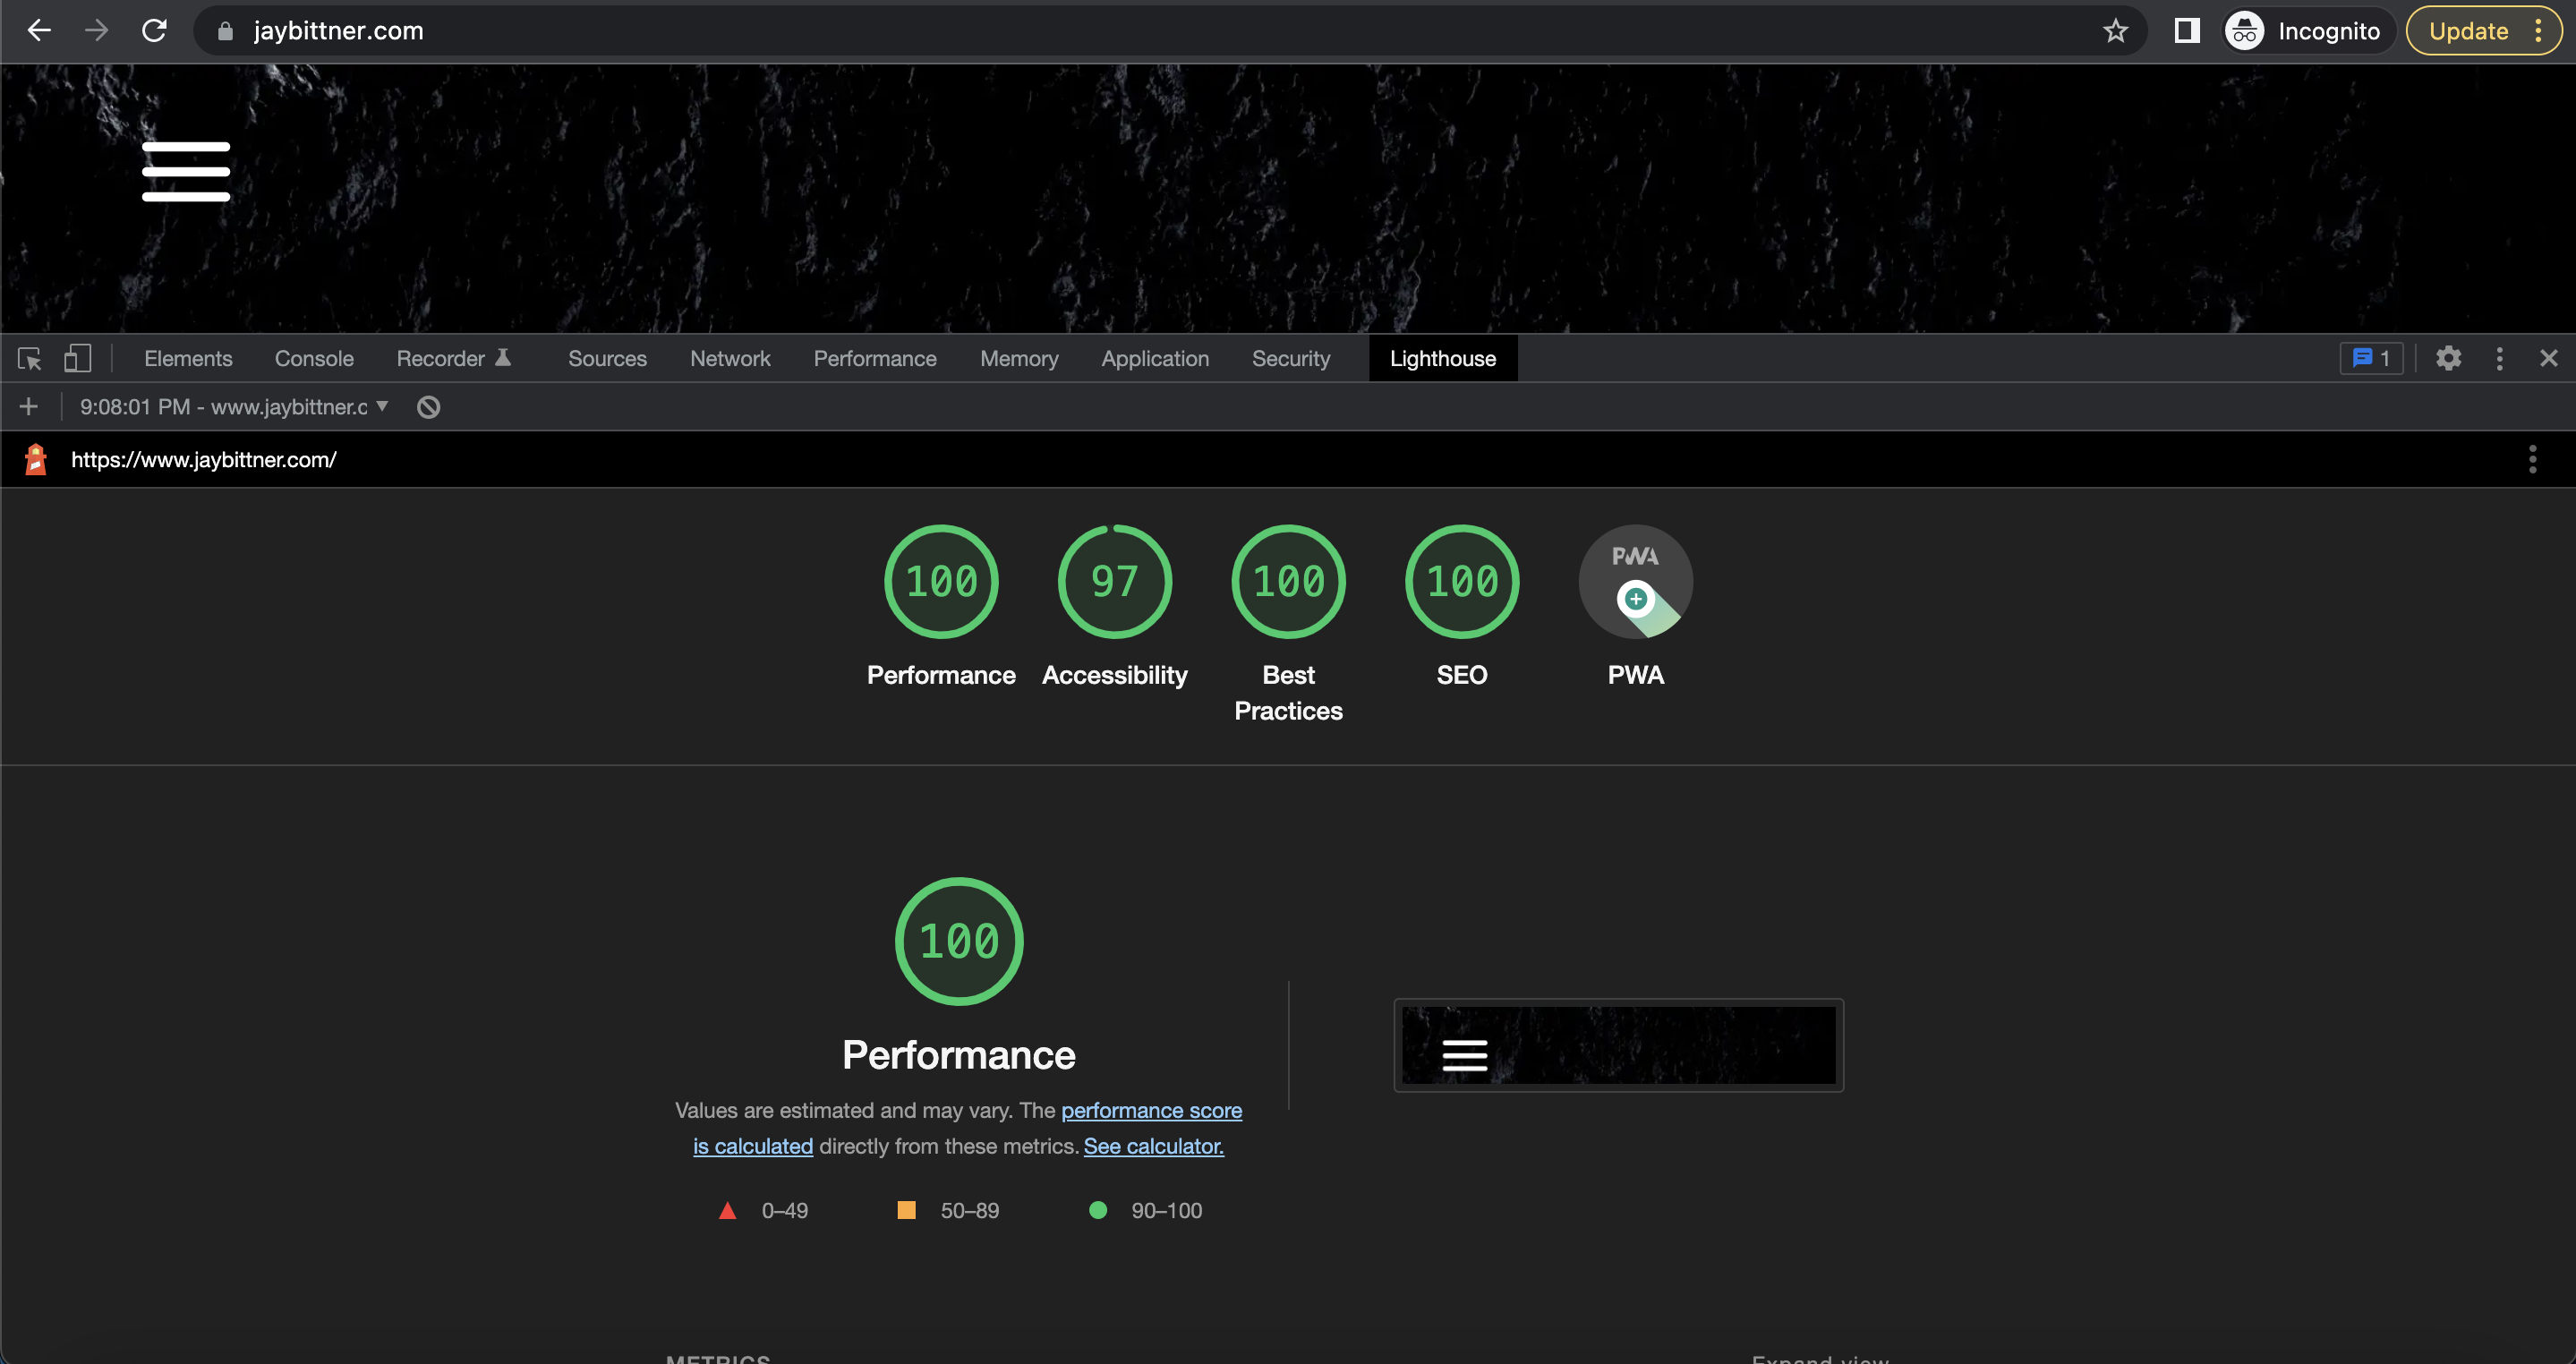 jaybittner.com
Incognito
Update
Elements Console Recorder Sources Network Performance Memory Application Security Lighthouse 1
9:08:01 PM - www.jaybittner.c
https://www.jaybittner.com/
100 97 100 100 PWA
Performance Accessibility Best Practices SEO PWA
100
Performance
Values are estimated and may vary. The performance score
is calculated directly from these metrics. See calculator.
0–49 50–89 90–100
METRICS Expand view